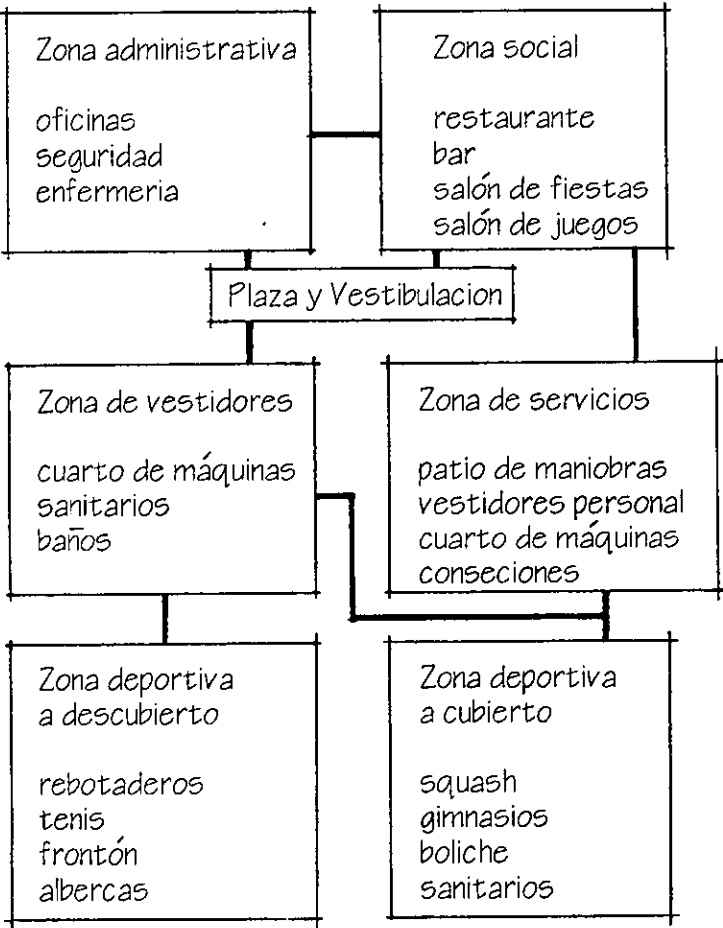 Zona administrativa
oficinas
seguridad
enfermeria
Zona social
restaurante
bar
salón de fiestas
salón de juegos
Plaza y Vestibulacion
Zona de vestidores
cuarto de máquinas
sanitarios
baños
Zona de servicios
patio de maniobras
vestidores personal
cuarto de máquinas
conseciones
Zona deportiva
a descubierto
rebotaderos
tenis
frontón
albercas
Zona deportiva
a cubierto
squash
gimnasios
boliche
sanitarios